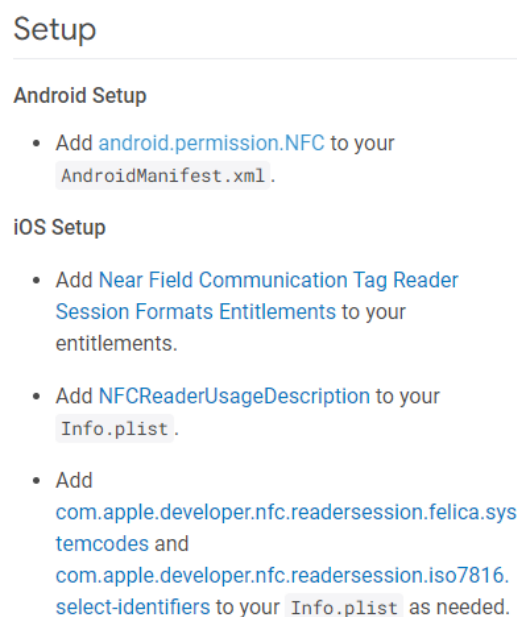 Setup
Android Setup
• Add android.permission.NFC to your
AndroidManifest.xml.
iOS Setup
• Add Near Field Communication Tag Reader
Session Formats Entitlements to your
entitlements.
• Add NFCReaderUsageDescription to your
Info.plist.
• Add
com.apple.developer.nfc.readersession.felica.sys
temcodes and
com.apple.developer.nfc.readersession.iso7816.
select-identifiers to your Info.plist as needed.